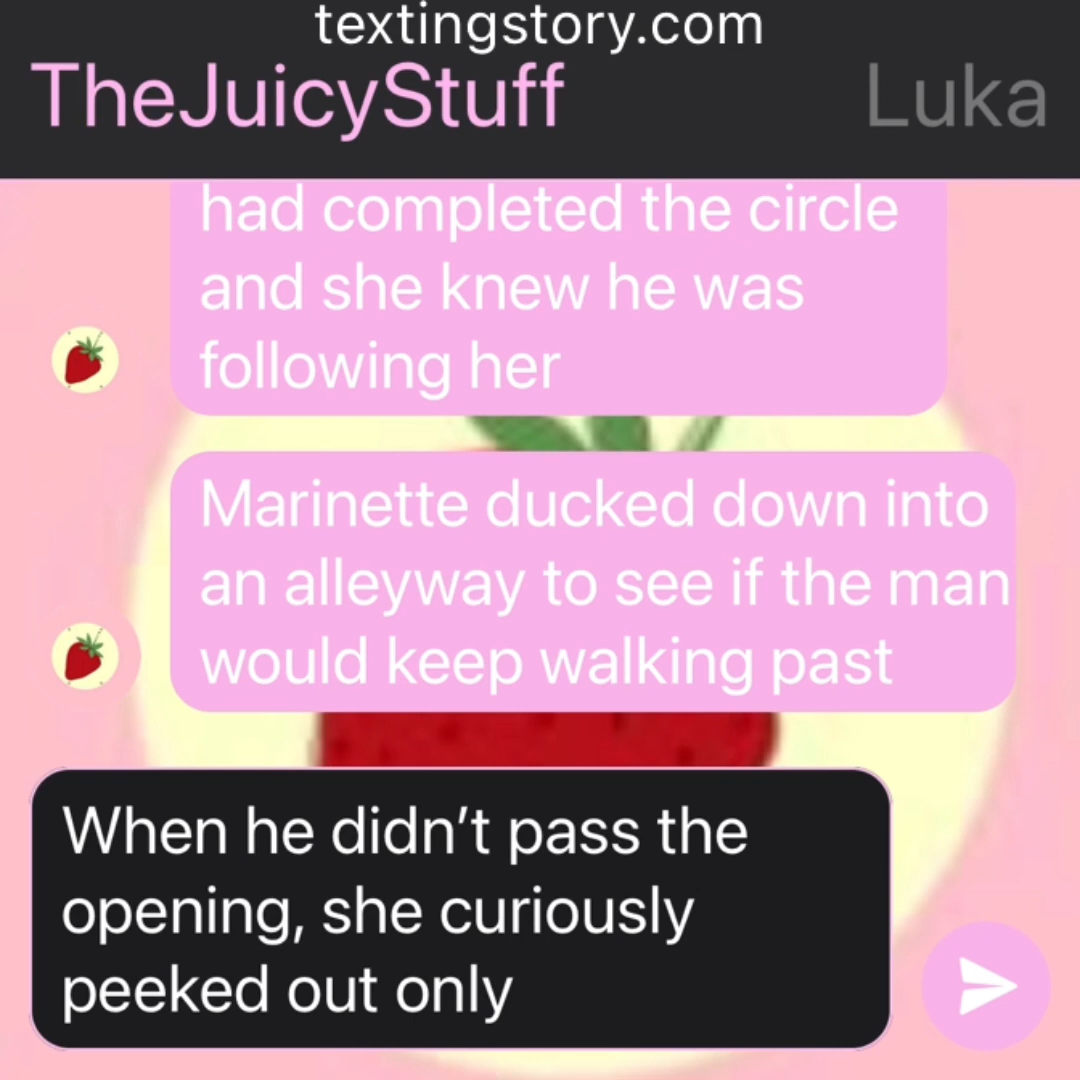 textingstory.com
TheJuicyStuff
Luka
had completed the circle
and she knew he was
following her
Marinette ducked down into
an alleyway to see if the man
would keep walking past
When he didn’t pass the
opening, she curiously
peeked out only